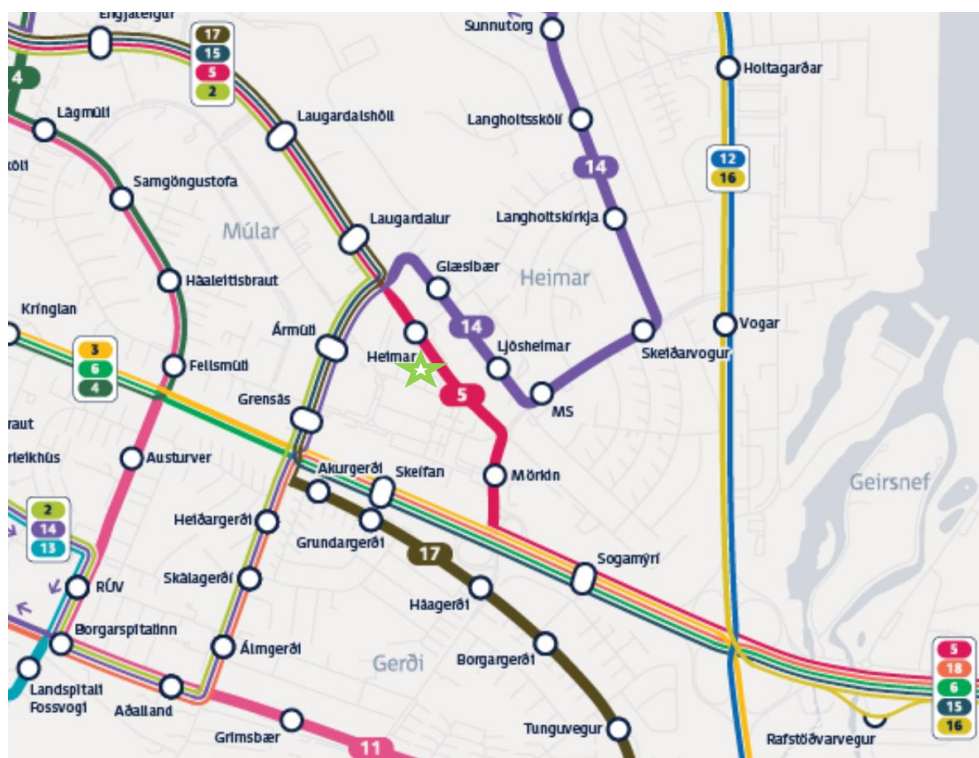 Engjateigur
Sunnutorg
17
15
5
2
4
Holtagarðar
Lágmúli
Laugardalshöll
Langholtsskóli
12
16
14
Samgöngustofa
Langholtskirkja
Laugardalur
Múlar
Glæsibær
Heimar
Háaleitisbraut
Kringlan
14
Vogar
Ármúli
Ljósheimar
Skeiðarvogur
Heimar
3
6
4
Fellsmúli
5
MS
Grensás
Austurver
Akurgerði
Skeifan
Mörkin
Geirsnef
2
14
13
Heiðargerði
Grundargerði
17
Sogamýri
Skálagerði
RÚV
Háagerði
Borgarspítalinn
Álmgerði
Gerði
Borgargerði
5
18
6
15
16
Landspítali
Fossvogi
Aðalland
Grímsbær
Tunguvegur
Rafstöðvarvegur
11